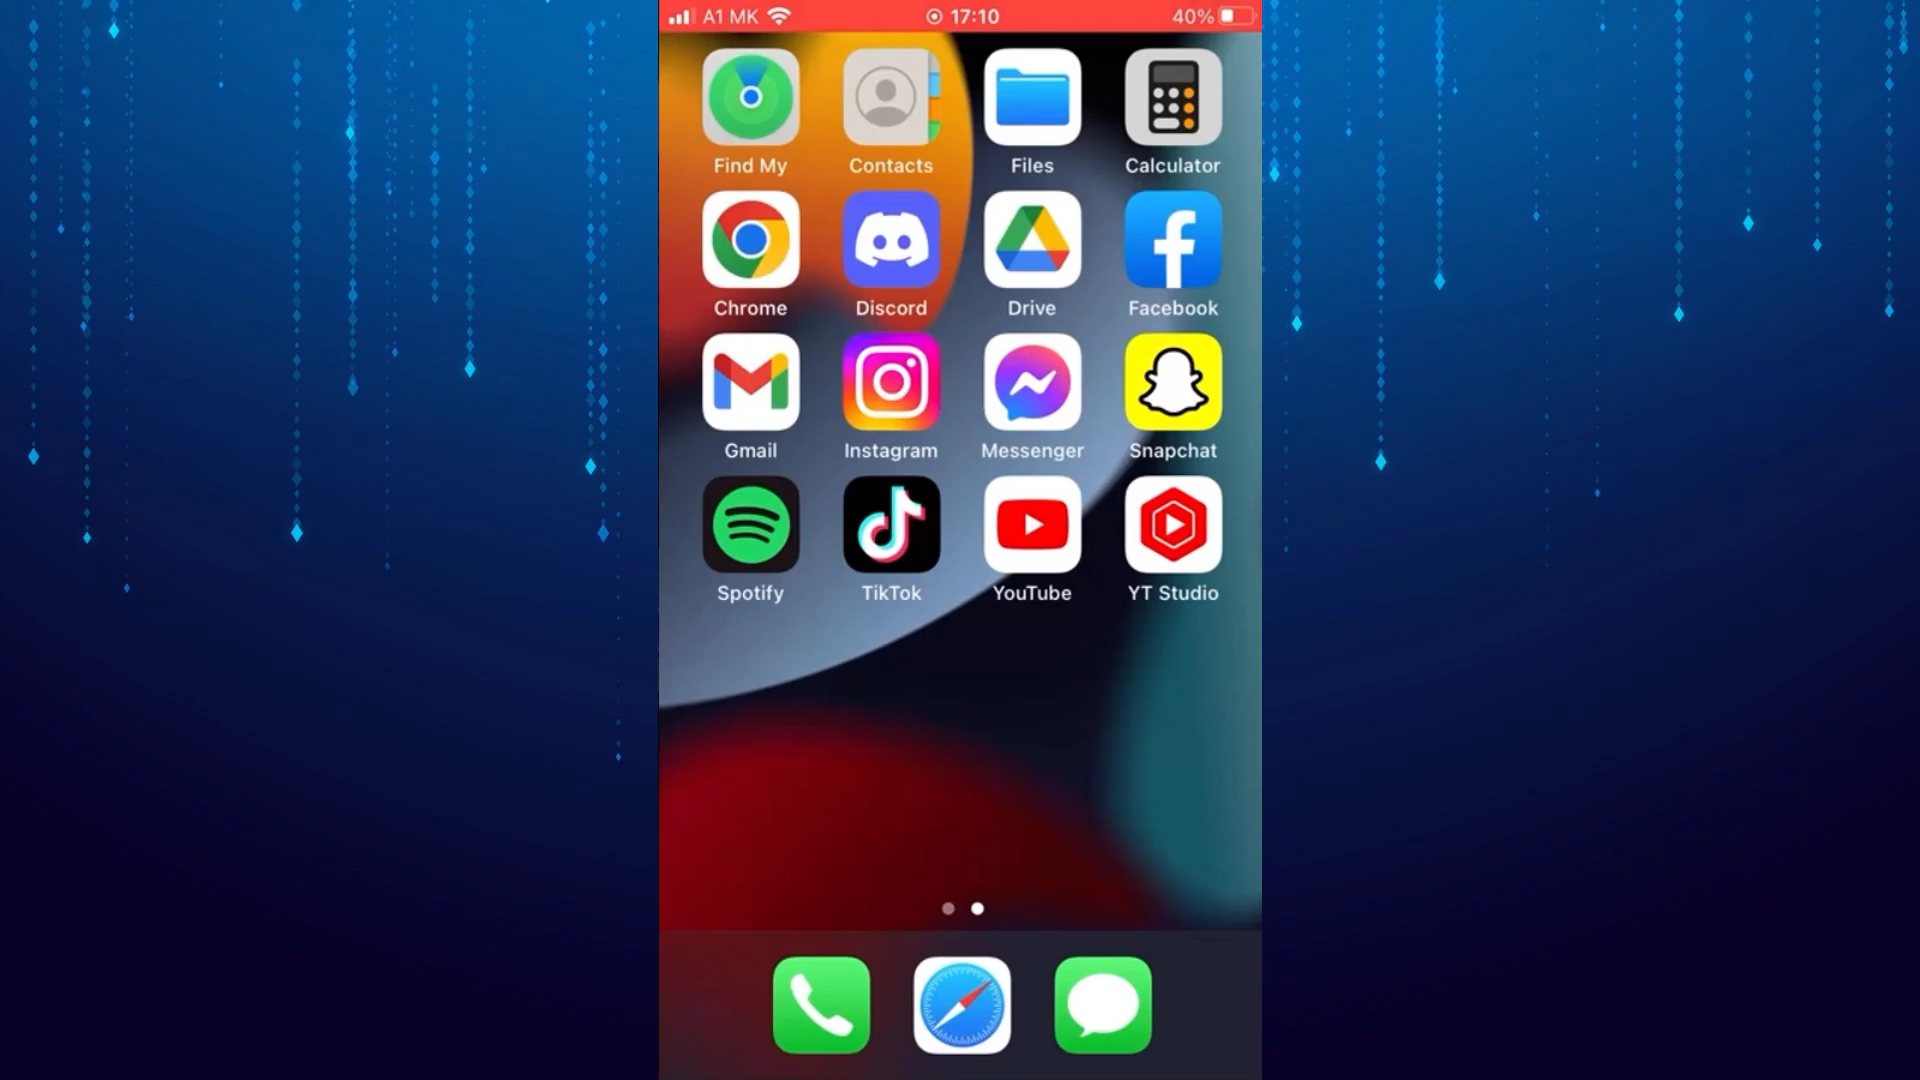 A1 MK 17:10 40%
Find My Contacts Files Calculator
Chrome Discord Drive Facebook
Gmail Instagram Messenger Snapchat
Spotify TikTok YouTube YT Studio